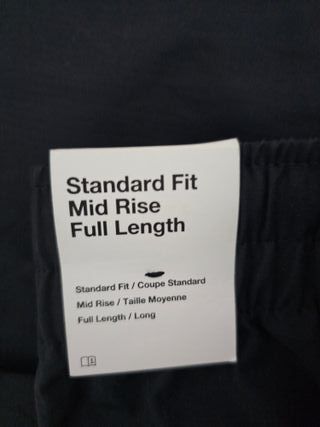 Standard Fit
Mid Rise
Full Length
Standard Fit / Coupe Standard
Mid Rise / Taille Moyenne
Full Length / Long